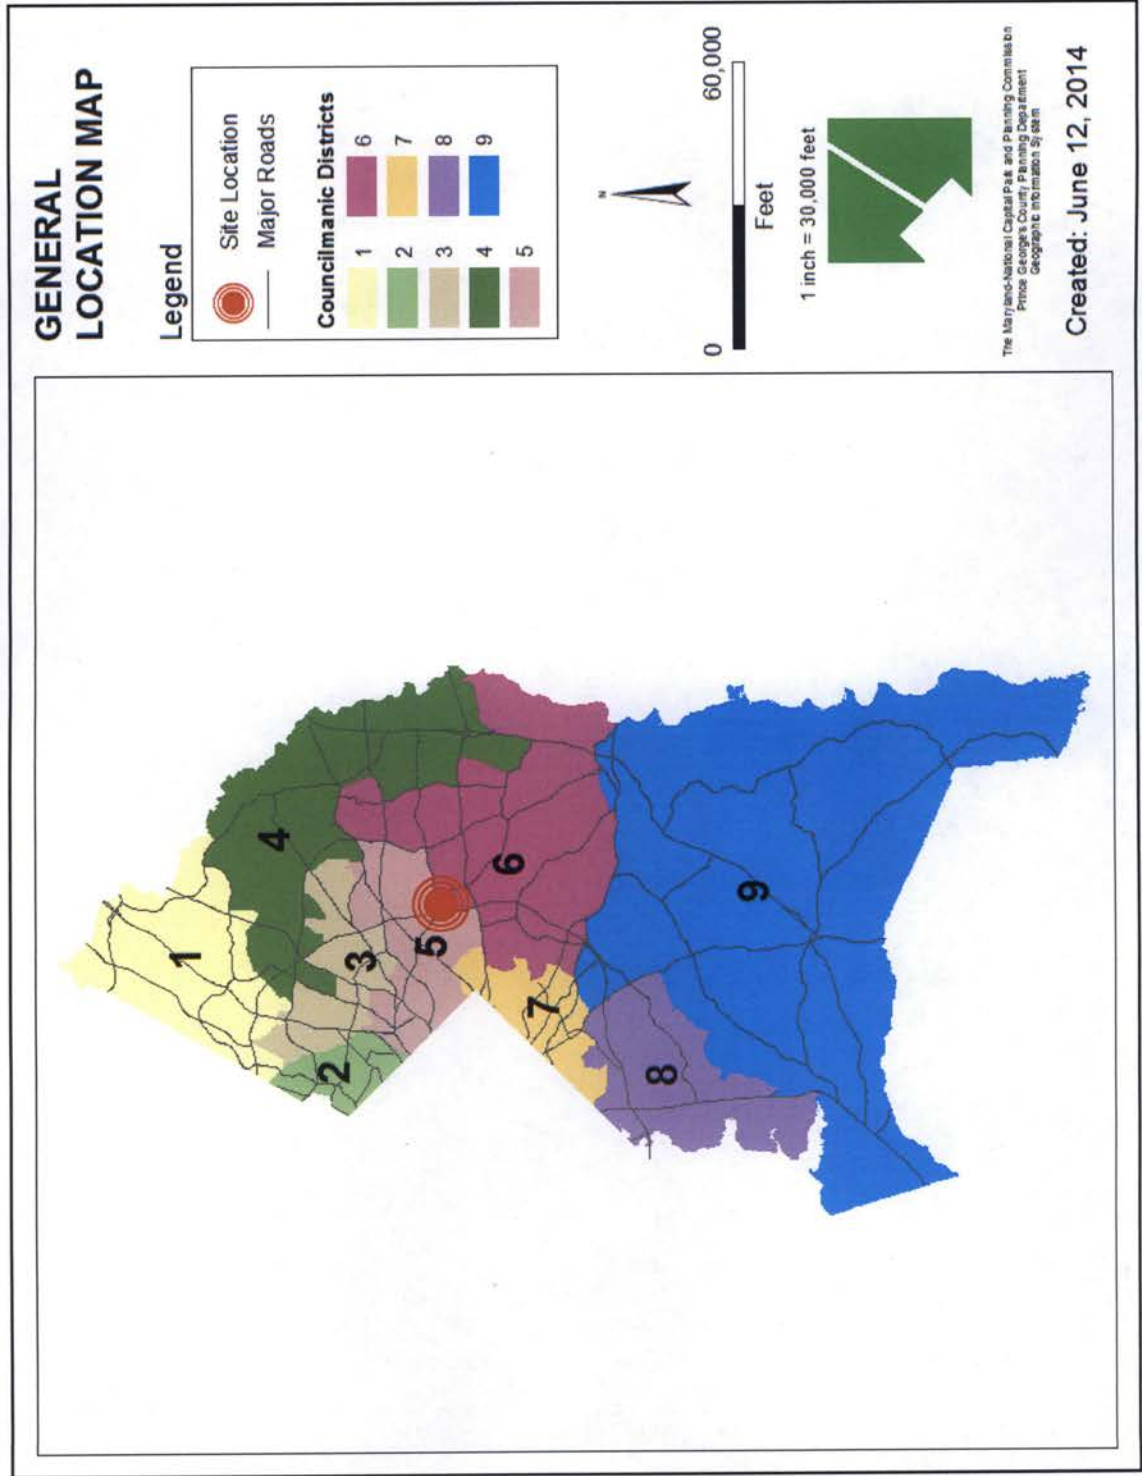 GENERAL
LOCATION MAP
Legend
Site Location
Major Roads
Councilmanic Districts
1
2
3
4
5
6
7
8
9
N
0
60,000
Feet
1 inch = 30,000 feet
The Maryland-National Capital Park and Planning Commission
Prince George's County Planning Department
Geographic Information System
Created: June 12, 2014
1
4
2
3
5
6
7
8
9